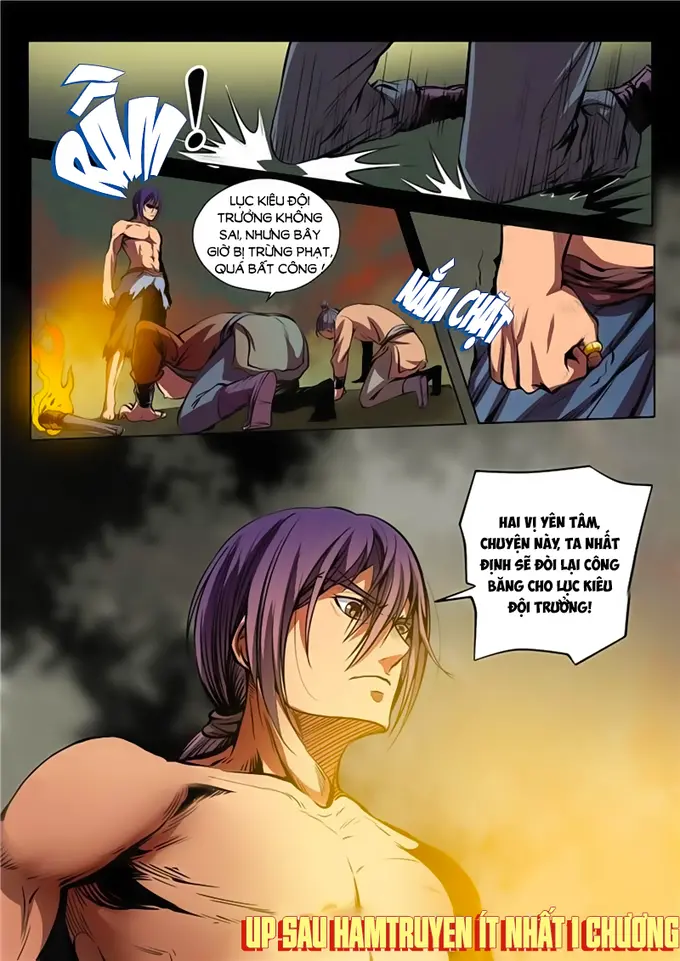 RẦM!
LỤC KIÊU ĐỘI
TRƯỞNG KHÔNG
SAI, NHƯNG BÂY
GIỜ BỊ TRỪNG PHẠT,
QUÁ BẤT CÔNG!
NẮM CHẶT
HAI VỊ YÊN TÂM,
CHUYỆN NÀY, TA NHẤT
ĐỊNH SẼ ĐÒI LẠI CÔNG
BẰNG CHO LỤC KIÊU
ĐỘI TRƯỞNG!
UP SAU HAMTRUYEN ÍT NHẤT 1 CHƯƠNG